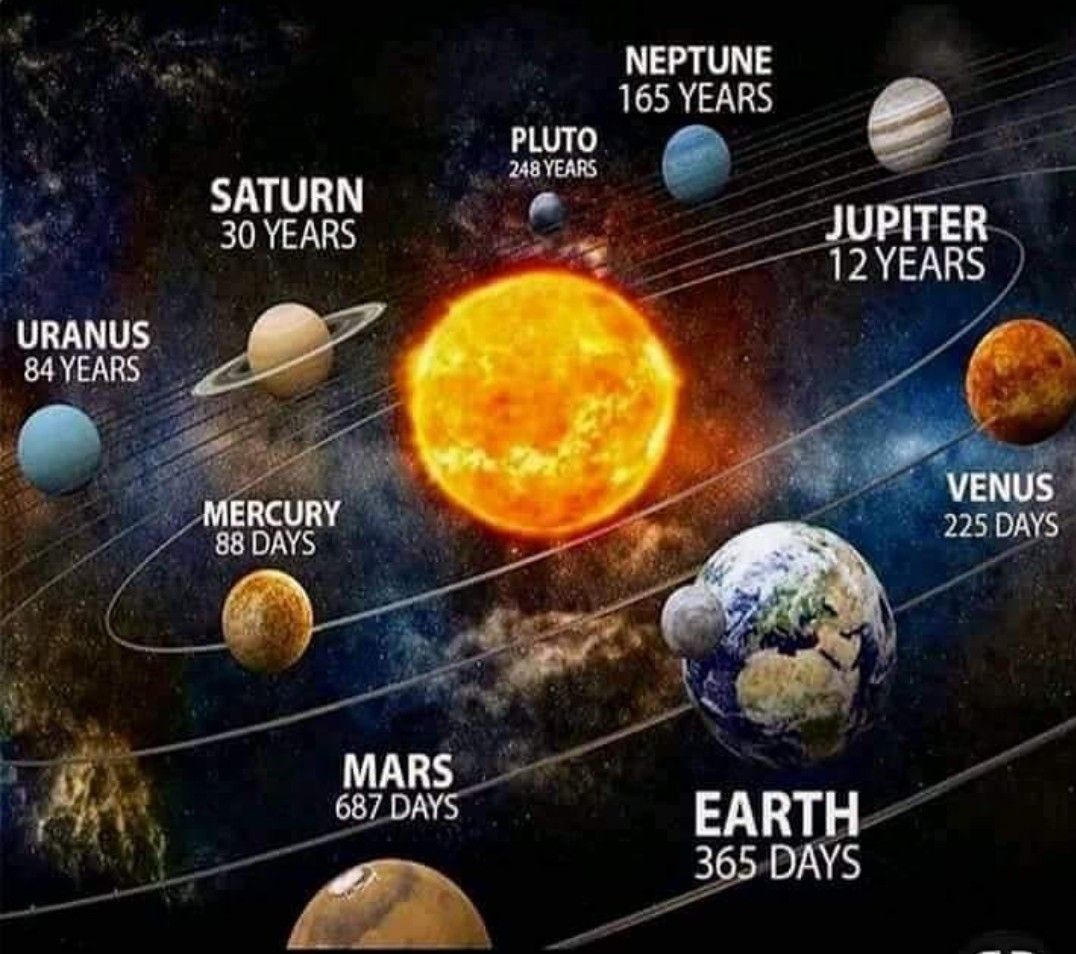 NEPTUNE
165 YEARS
PLUTO
248 YEARS
SATURN
30 YEARS
JUPITER
12 YEARS
URANUS
84 YEARS
VENUS
225 DAYS
MERCURY
88 DAYS
MARS
687 DAYS
EARTH
365 DAYS